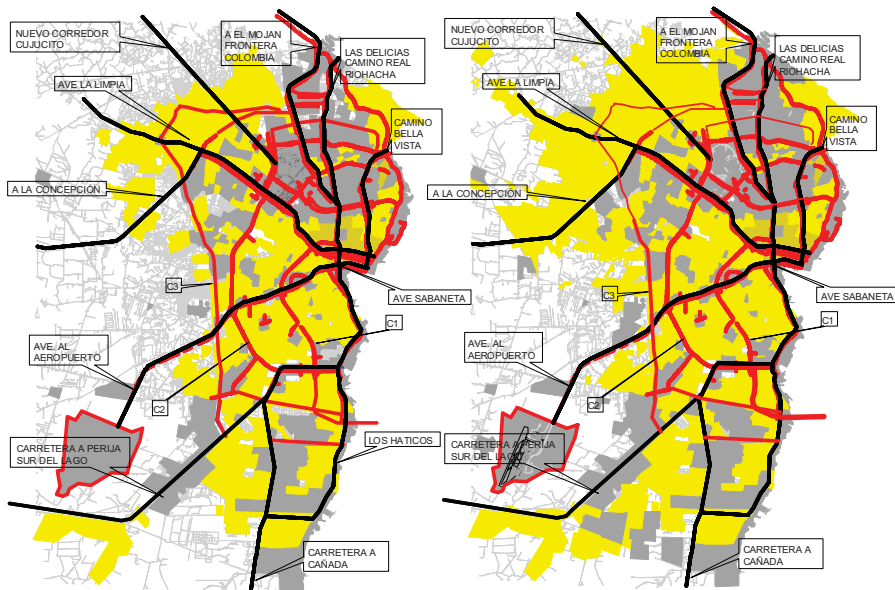 NUEVO CORREDOR
CUJUCITO
A EL MOJAN
FRONTERA
COLOMBIA
LAS DELICIAS
CAMINO REAL
RIOHACHA
AVE LA LIMPIA
CAMINO
BELLA
VISTA
A LA CONCEPCIÓN
C3
AVE SABANETA
C1
AVE. AL
AEROPUERTO
C2
CARRETERA A PERIJA
SUR DEL LAGO
LOS HATICOS
CARRETERA A
CAÑADA
NUEVO CORREDOR
CUJUCITO
A EL MOJAN
FRONTERA
COLOMBIA
LAS DELICIAS
CAMINO REAL
RIOHACHA
AVE LA LIMPIA
CAMINO
BELLA
VISTA
A LA CONCEPCIÓN
C3
AVE SABANETA
C1
AVE. AL
AEROPUERTO
C2
CARRETERA A PERIJA
SUR DEL LAGO
CARRETERA A
CAÑADA